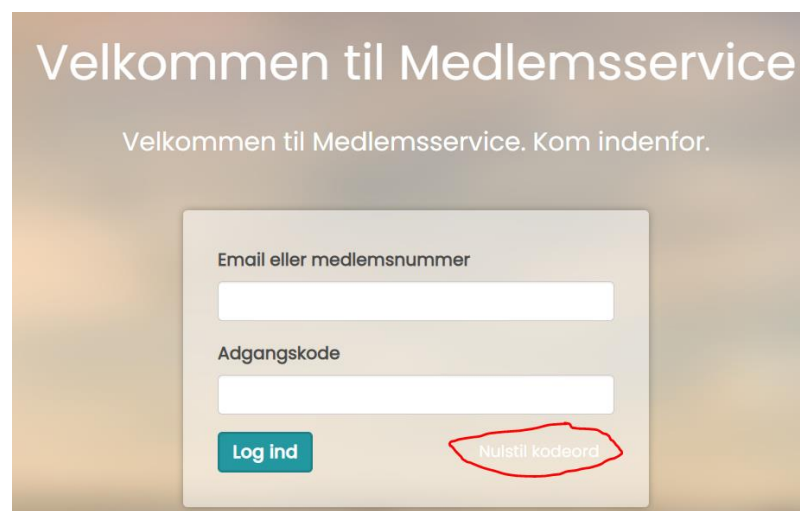 Velkommen til Medlemsservice
Velkommen til Medlemsservice. Kom indenfor.
Email eller medlemsnummer
Adgangskode
Log ind
Nulstil kodeord